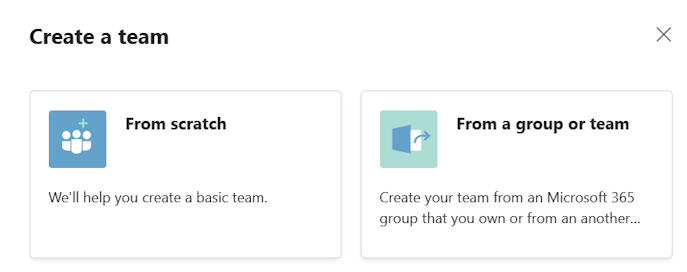 Create a team
From scratch
We'll help you create a basic team.
From a group or team
Create your team from an Microsoft 365
group that you own or from an another...